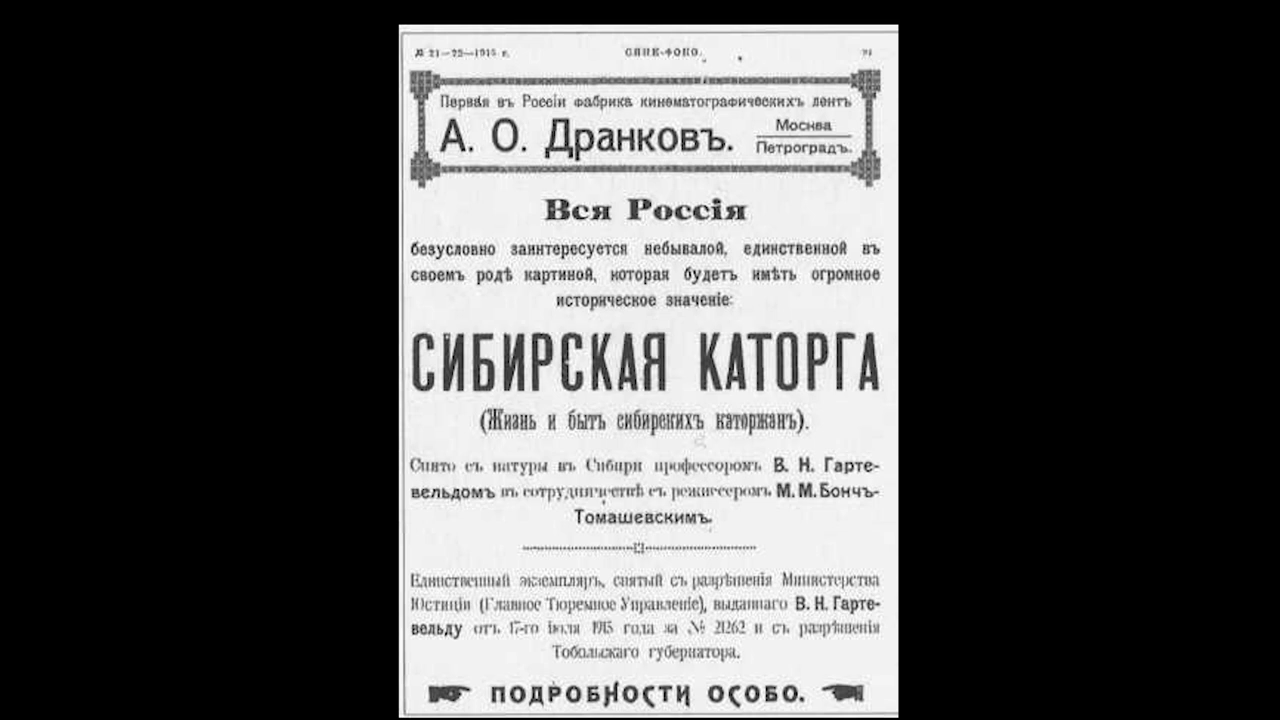 № 21—22—1915 г.
СИНЕ-ФОНО.
Первая въ Россіи фабрика кинематографическихъ лентъ
А. О. Дранковъ.
Москва
Петроградъ.
Вся Россія
безусловно заинтересуется небывалой, единственной въ
своемъ родѣ картиной, которая будетъ имѣть огромное
историческое значеніе:
СИБИРСКАЯ КАТОРГА
(Жизнь и бытъ сибирскихъ каторжанъ).
Снято съ натуры въ Сибири профессоромъ В. Н. Гарте-
вельдомъ въ сотрудничествѣ съ режиссеромъ М. М. Бончъ-
Томашевскимъ.
Единственный экземпляръ, снятый съ разрѣшенія Министерства
Юстиціи (Главное Тюремное Управленіе), выданнаго В. Н. Гарте-
вельду отъ 17-го іюля 1915 года за № 21262 и съ разрѣшенія
Тобольскаго губернатора.
ПОДРОБНОСТИ ОСОБО.